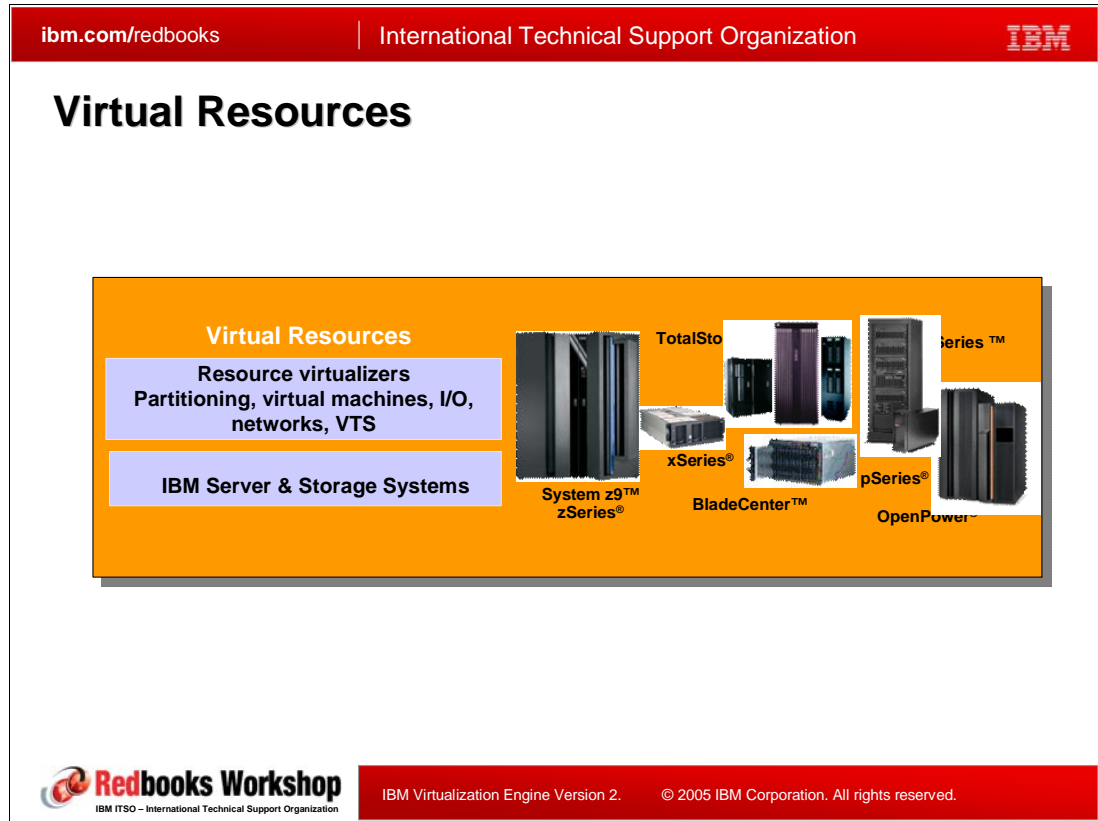 ibm.com/redbooks
International Technical Support Organization
IBM
Virtual Resources
Virtual Resources
Resource virtualizers
Partitioning, virtual machines, I/O,
networks, VTS
IBM Server & Storage Systems
System z9™
zSeries®
TotalSto
xSeries®
BladeCenter™
Series ™
pSeries®
OpenPower®
Redbooks Workshop
IBM ITSO – International Technical Support Organization
IBM Virtualization Engine Version 2.
© 2005 IBM Corporation. All rights reserved.